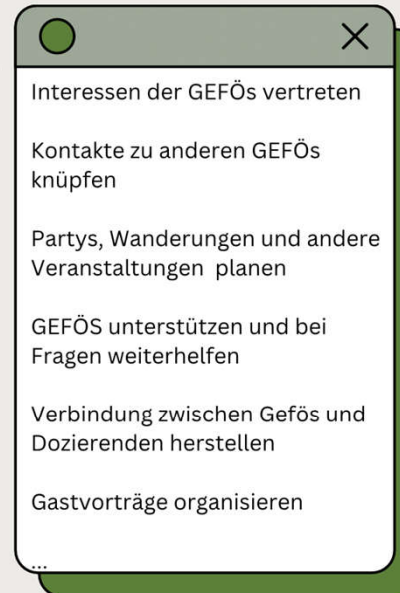 Interessen der GEFÖs vertreten
Kontakte zu anderen GEFÖs
knüpfen
Partys, Wanderungen und andere
Veranstaltungen  planen
GEFÖS unterstützen und bei
Fragen weiterhelfen
Verbindung zwischen Gefös und
Dozierenden herstellen
Gastvorträge organisieren
...